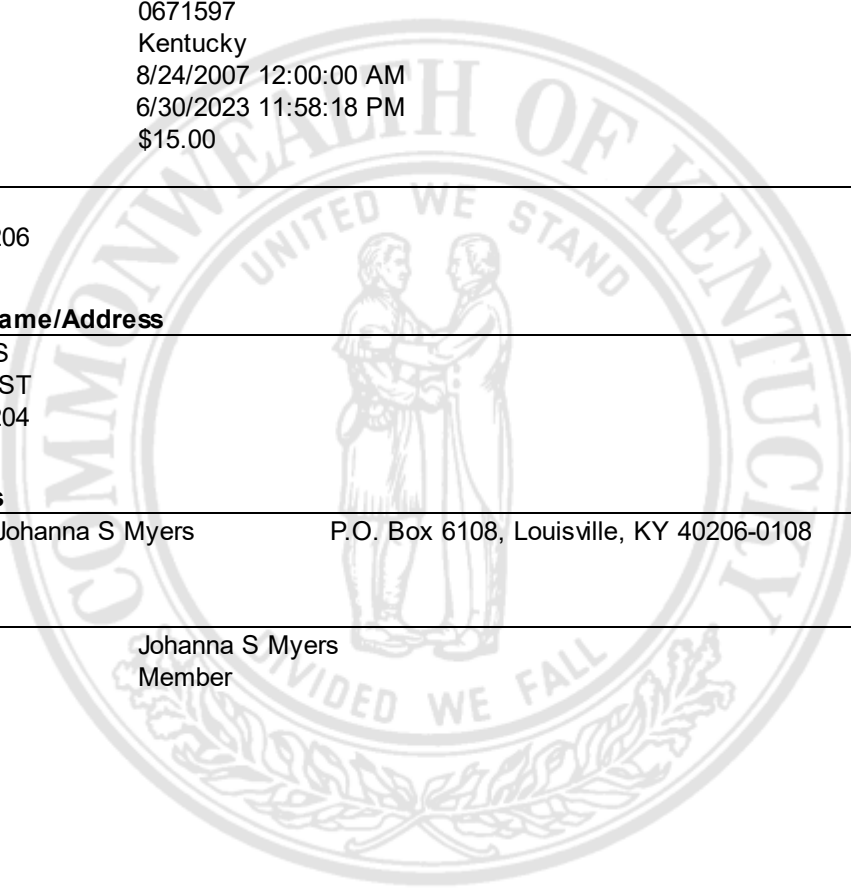 0671597
Kentucky
8/24/2007 12:00:00 AM
6/30/2023 11:58:18 PM
$15.00
206
ame/Address
S
ST
204
s
Johanna S Myers P.O. Box 6108, Louisville, KY 40206-0108
Johanna S Myers
Member
COMMONWEALTH OF KENTUCKY
UNITED WE STAND
DIVIDED WE FALL